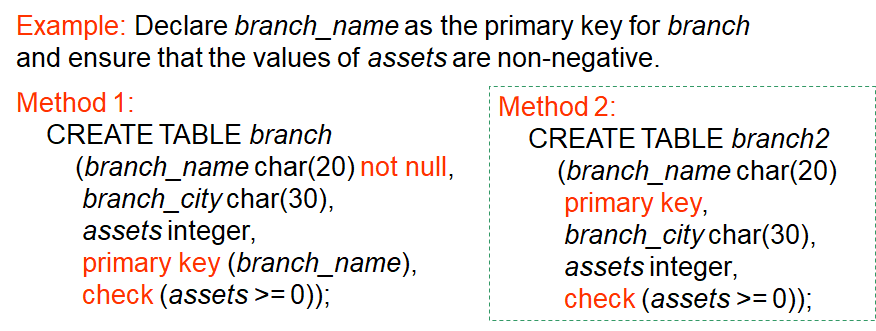 Example: Declare branch_name as the primary key for branch
and ensure that the values of assets are non-negative.
Method 1:
CREATE TABLE branch
(branch_name char(20) not null,
branch_city char(30),
assets integer,
primary key (branch_name),
check (assets >= 0));
Method 2:
CREATE TABLE branch2
(branch_name char(20)
primary key,
branch_city char(30),
assets integer,
check (assets >= 0));